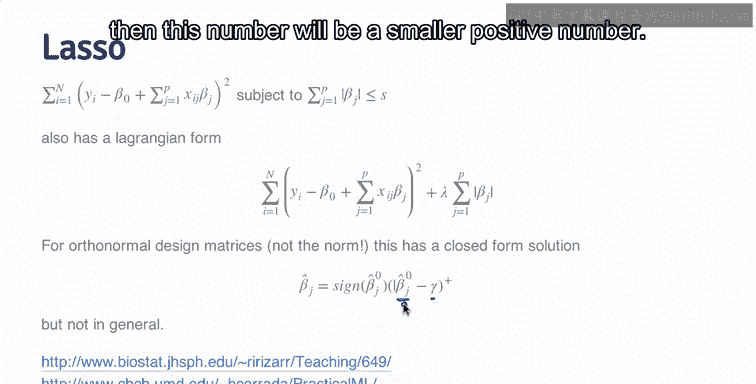 then this number will be a smaller positive number.
Lasso
∑_{i=1}^{N} (y_i − β_0 + ∑_{j=1}^{p} x_{ij}β_j)^2 subject to ∑_{j=1}^{p} |β_j| ≤ s
also has a lagrangian form
∑_{i=1}^{N} (y_i − β_0 + ∑_{j=1}^{p} x_{ij}β_j)^2 + λ ∑_{j=1}^{p} |β_j|
For orthonormal design matrices (not the norm!) this has a closed form solution
β̂_j = sign(β̂_j^0)(|β̂_j^0 − γ)^+
but not in general.
http://www.biostat.jhsph.edu/~ririzarr/Teaching/649/